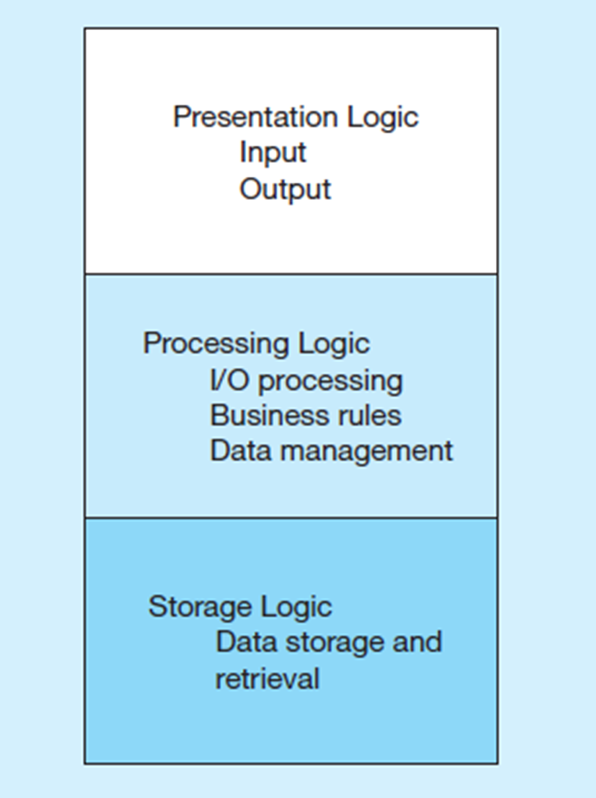 Presentation Logic
Input
Output
Processing Logic
I/O processing
Business rules
Data management
Storage Logic
Data storage and
retrieval